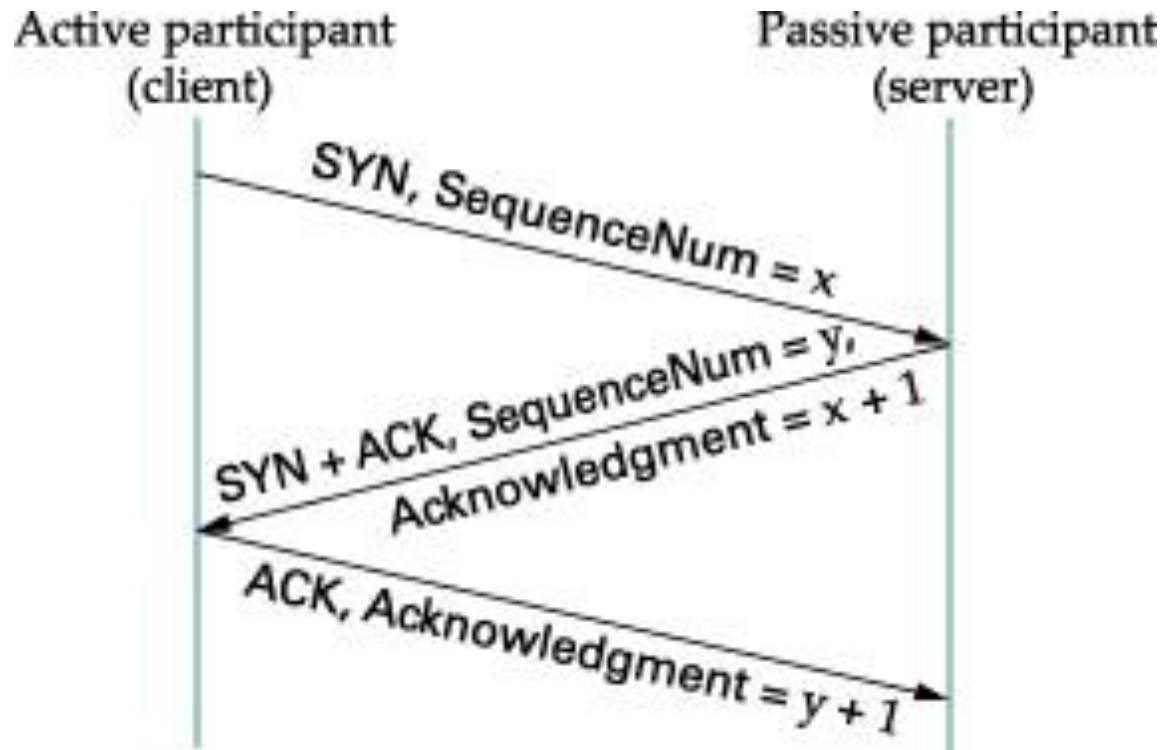 Active participant
(client)
Passive participant
(server)
SYN, SequenceNum = x
SYN + ACK, SequenceNum = y,
Acknowledgment = x + 1
ACK, Acknowledgment = y + 1